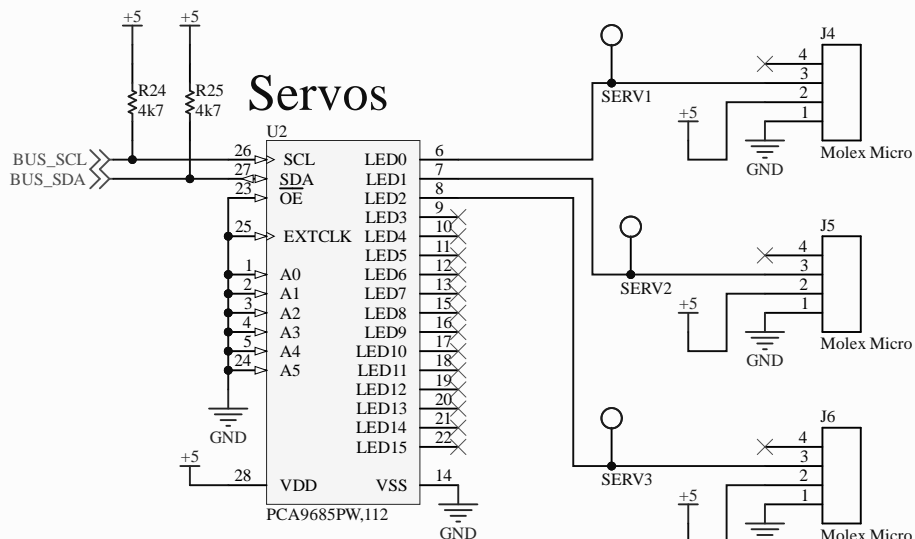 +5
+5
R24
4k7
R25
4k7
Servos
U2
BUS_SCL
BUS_SDA
26
SCL
27
SDA
23
OE
25
EXTCLK
1
A0
2
A1
3
A2
4
A3
5
A4
24
A5
GND
+5
28
VDD
LED0
6
LED1
7
LED2
8
LED3
9
LED4
10
LED5
11
LED6
12
LED7
13
LED8
15
LED9
16
LED10
17
LED11
18
LED12
19
LED13
20
LED14
21
LED15
22
VSS
14
GND
PCA9685PW,112
SERV1
J4
4
3
2
1
+5
GND
Molex Micro
SERV2
J5
4
3
2
1
+5
GND
Molex Micro
SERV3
J6
4
3
2
1
+5
Molex Micro